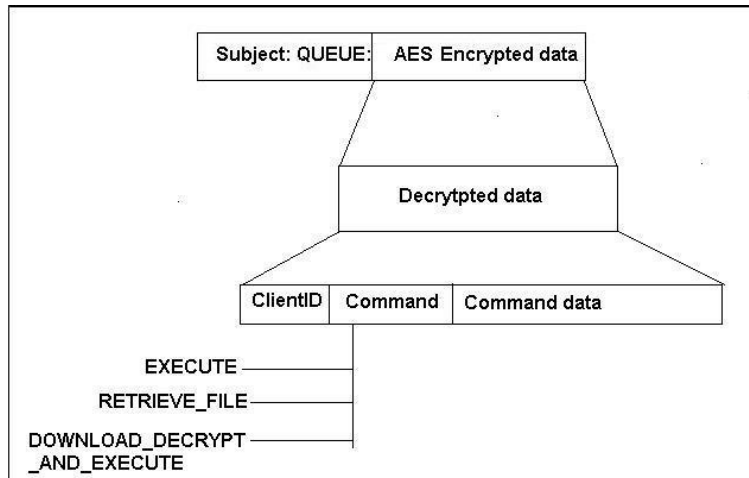 Subject: QUEUE: AES Encrypted data
Decrytpted data
ClientID Command Command data
EXECUTE
RETRIEVE_FILE
DOWNLOAD_DECRYPT
_AND_EXECUTE